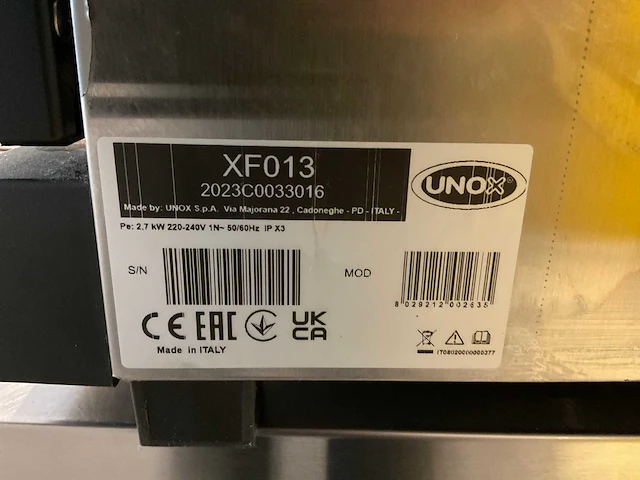 XF013
2023C0033016
Made by: UNOX S.p.A. Via Majorana 22 , Cadoneghe - PD - ITALY -
UNOX
Pe: 2,7 kW 220-240V 1N~ 50/60Hz IP X3
S/N
MOD
8 029212 002635
CE EAC UK CA
Made in ITALY
IT08020000000377